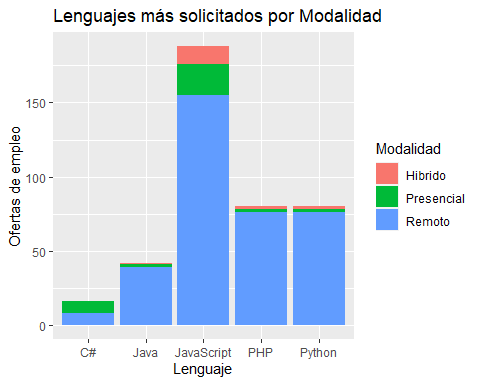 Lenguajes más solicitados por Modalidad
Ofertas de empleo
150
100
50
0
C#
Java
JavaScript
PHP
Python
Lenguaje
Modalidad
Hibrido
Presencial
Remoto